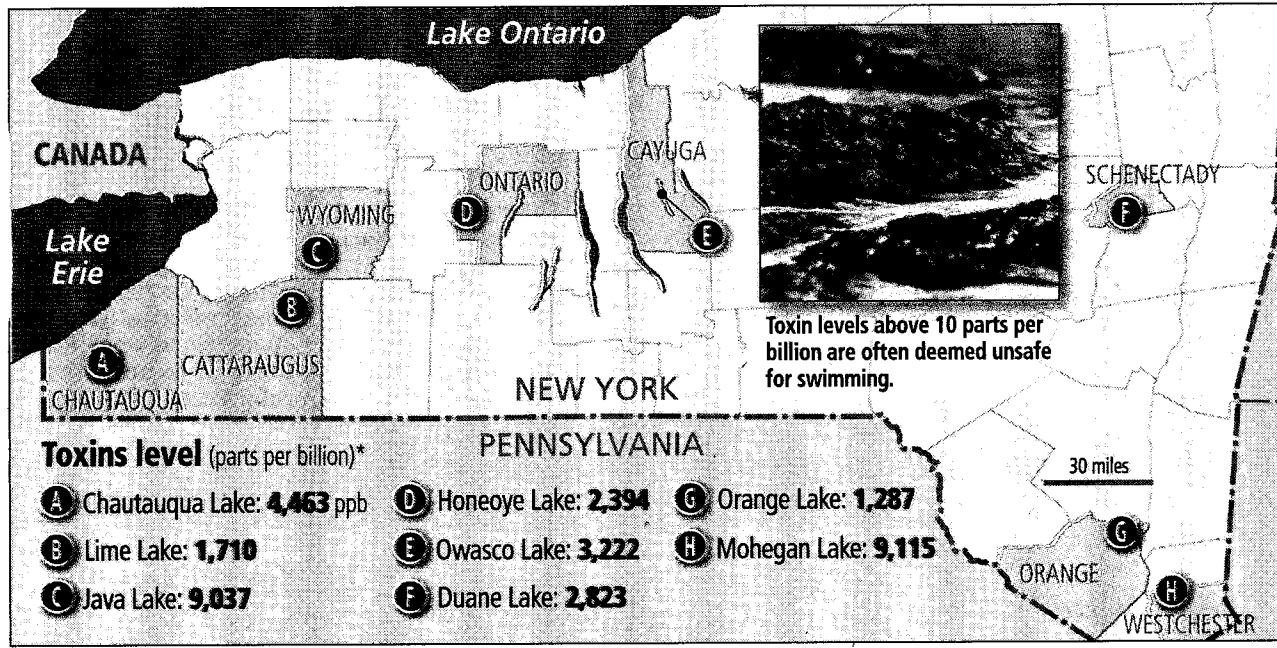 Lake Ontario
CANADA
CAYUGA
ONTARIO
SCHENECTADY
WYOMING
D
F
Lake
Erie
C
E
B
A
CATTARAUGUS
CHAUTAUQUA
Toxin levels above 10 parts per
billion are often deemed unsafe
for swimming.
NEW YORK
PENNSYLVANIA
30 miles
Toxins level (parts per billion)*
A Chautauqua Lake: 4,463 ppb
B Lime Lake: 1,710
C Java Lake: 9,037
D Honeoye Lake: 2,394
E Owasco Lake: 3,222
F Duane Lake: 2,823
G Orange Lake: 1,287
H Mohegan Lake: 9,115
G
ORANGE
H
WESTCHESTER